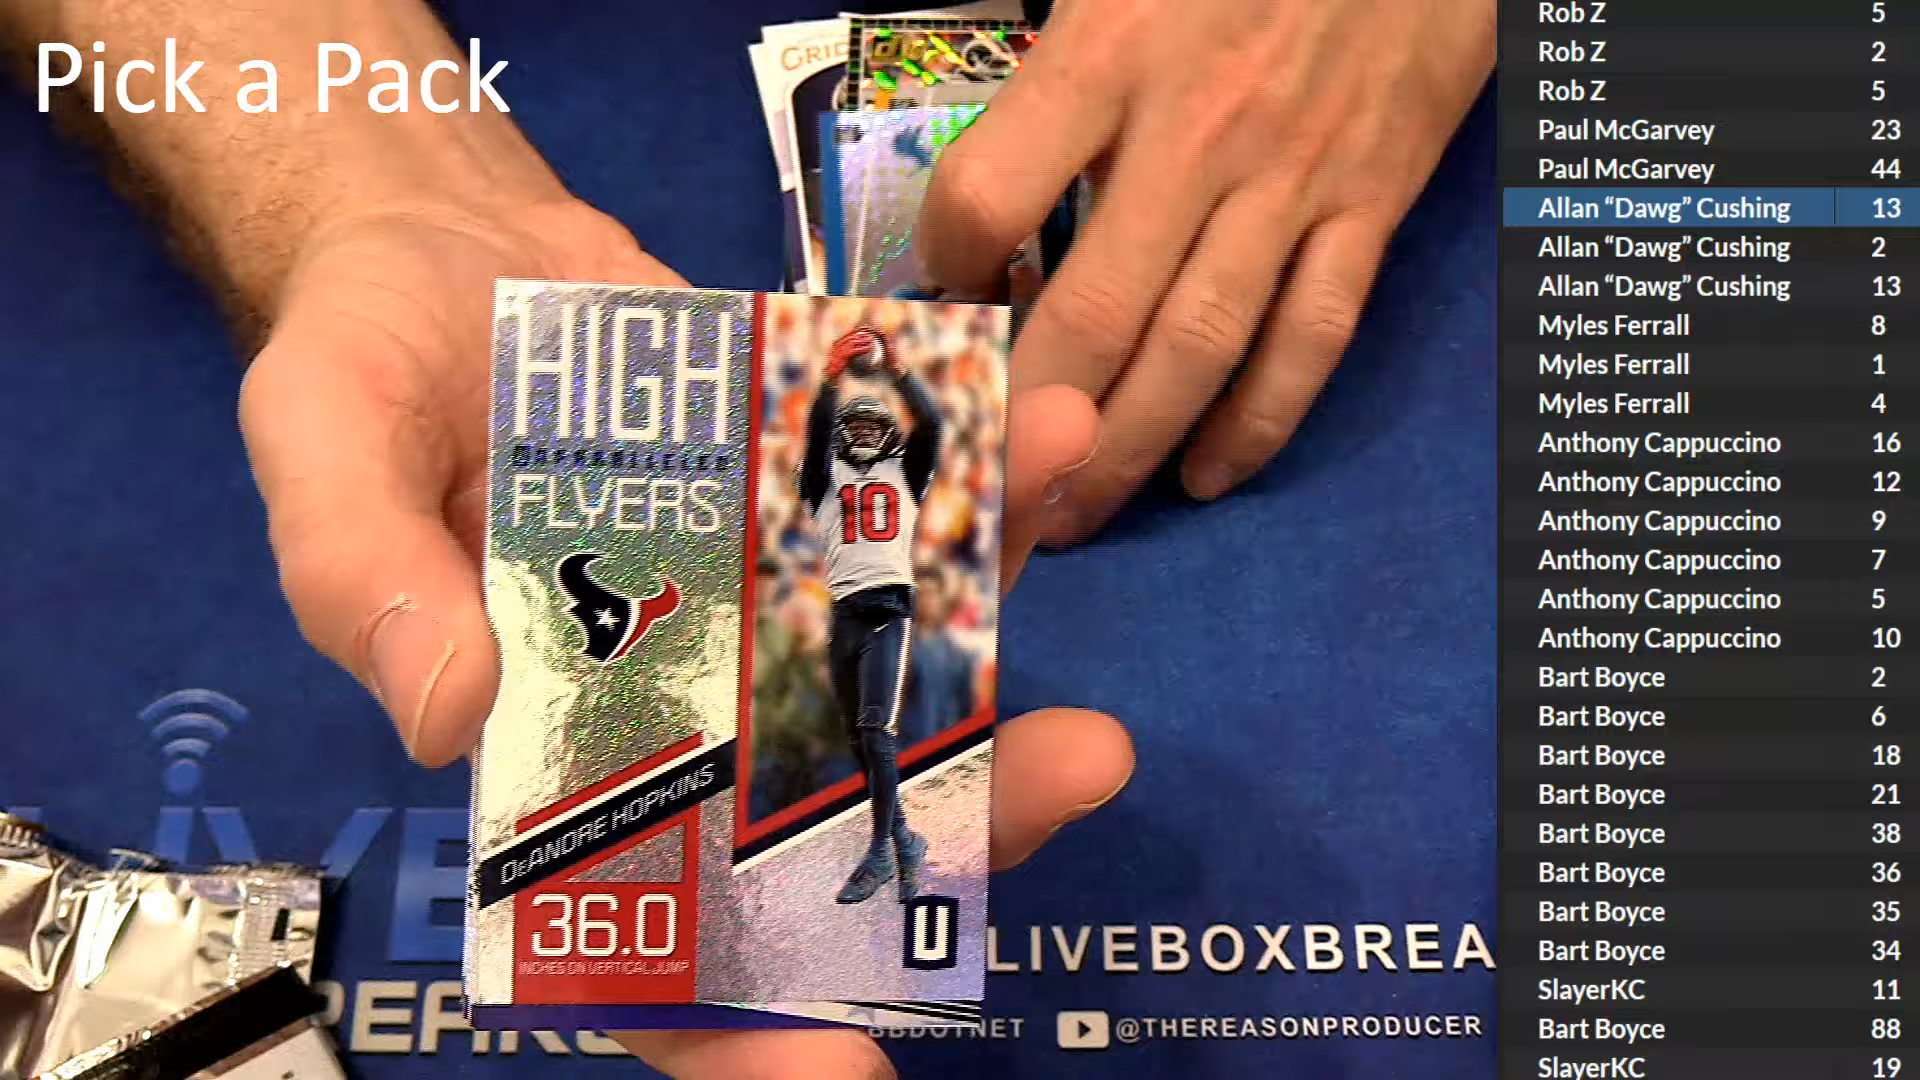 Pick a Pack
GRID
HIGH
UNPARALLELED
FLYERS
10
DeANDRE HOPKINS
36.0
INCHES ON VERTICAL JUMP
U
LIVE
LIVEBOXBREA
BBDOTNET
@THEREASONPRODUCER
Rob Z 5
Rob Z 2
Rob Z 5
Paul McGarvey 23
Paul McGarvey 44
Allan “Dawg” Cushing 13
Allan “Dawg” Cushing 2
Allan “Dawg” Cushing 13
Myles Ferrall 8
Myles Ferrall 1
Myles Ferrall 4
Anthony Cappuccino 16
Anthony Cappuccino 12
Anthony Cappuccino 9
Anthony Cappuccino 7
Anthony Cappuccino 5
Anthony Cappuccino 10
Bart Boyce 2
Bart Boyce 6
Bart Boyce 18
Bart Boyce 21
Bart Boyce 38
Bart Boyce 36
Bart Boyce 35
Bart Boyce 34
SlayerKC 11
Bart Boyce 88
SlayerKC 19